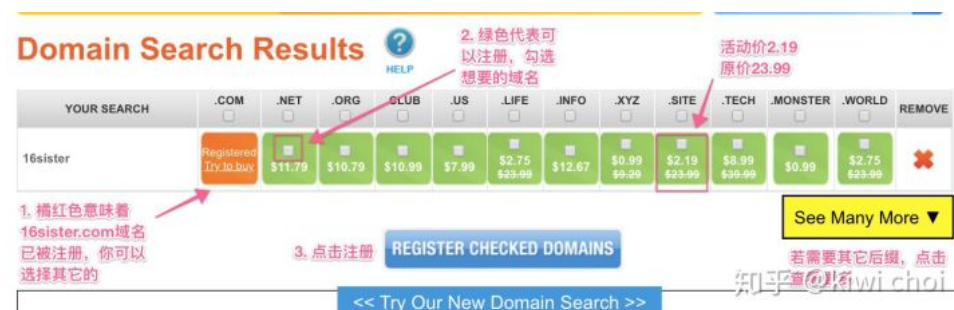 Domain Search Results
?
HELP
2. 绿色代表可
以注册，勾选
想要的域名
活动价2.19
原价23.99
YOUR SEARCH .COM .NET .ORG .CLUB .US .LIFE .INFO .XYZ .SITE .TECH .MONSTER .WORLD REMOVE
16sister Registered $11.79 $10.79 $10.99 $7.99 $2.75 $12.67 $0.99 $2.19 $8.99 $0.99 $2.75
Try to buy $23.99 $9.29 $23.99 $39.99 $23.99
1. 橘红色意味着
16sister.com域名
已被注册，你可以
选择其它的
3. 点击注册
REGISTER CHECKED DOMAINS
See Many More ▼
若需要其它后缀，点击
知乎 @kiwi choi
<< Try Our New Domain Search >>